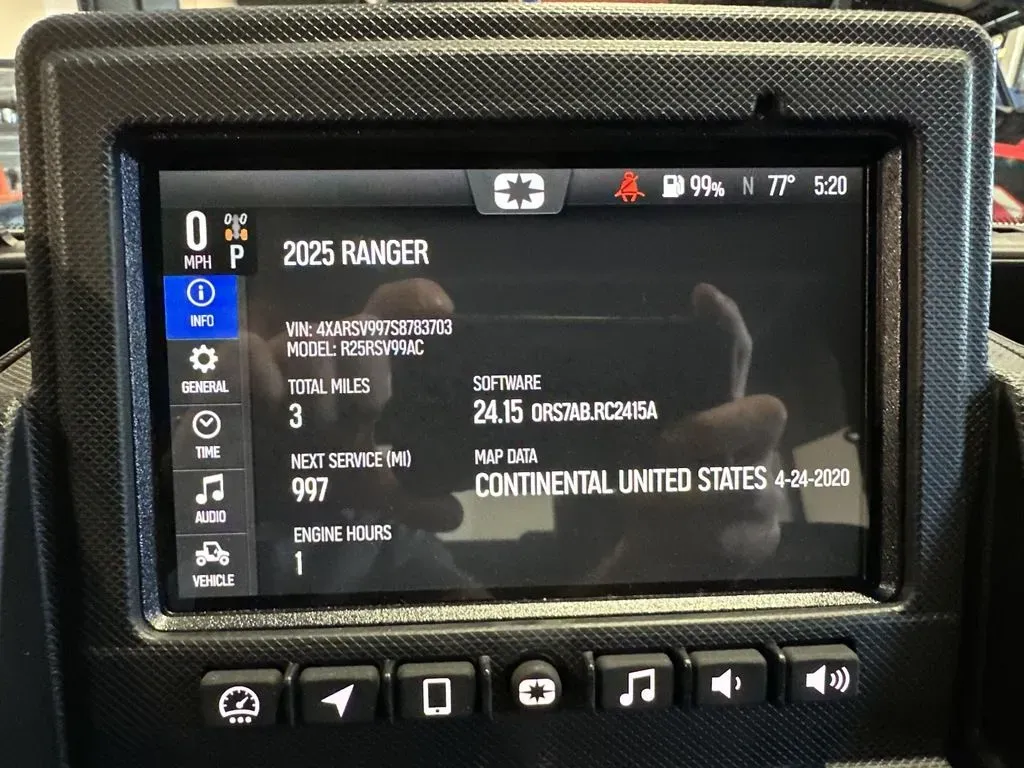 99% N 77° 5:20
0
MPH P
2025 RANGER
INFO
VIN: 4XARSV997S8783703
MODEL: R25RSV99AC
GENERAL
TOTAL MILES
3
SOFTWARE
24.15 ORS7AB.RC2415A
TIME
NEXT SERVICE (MI)
997
MAP DATA
CONTINENTAL UNITED STATES 4-24-2020
AUDIO
ENGINE HOURS
1
VEHICLE